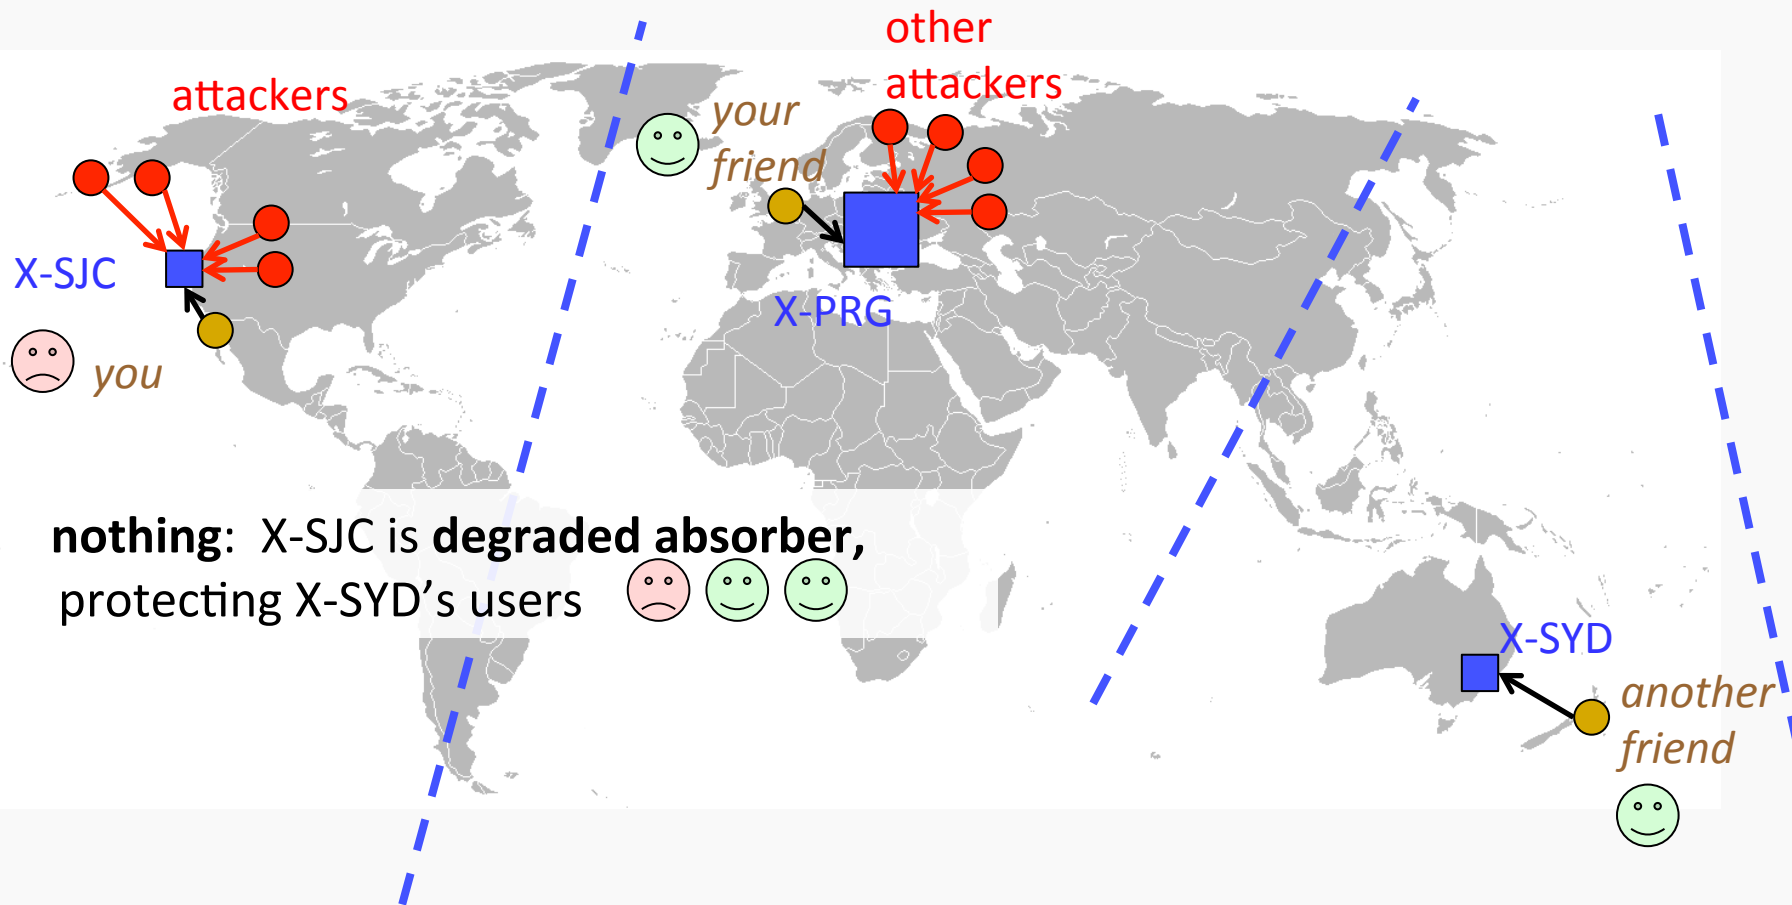 other
attackers
attackers
your
friend
X-SJC
X-PRG
you
nothing: X-SJC is degraded absorber,
protecting X-SYD’s users
X-SYD
another
friend